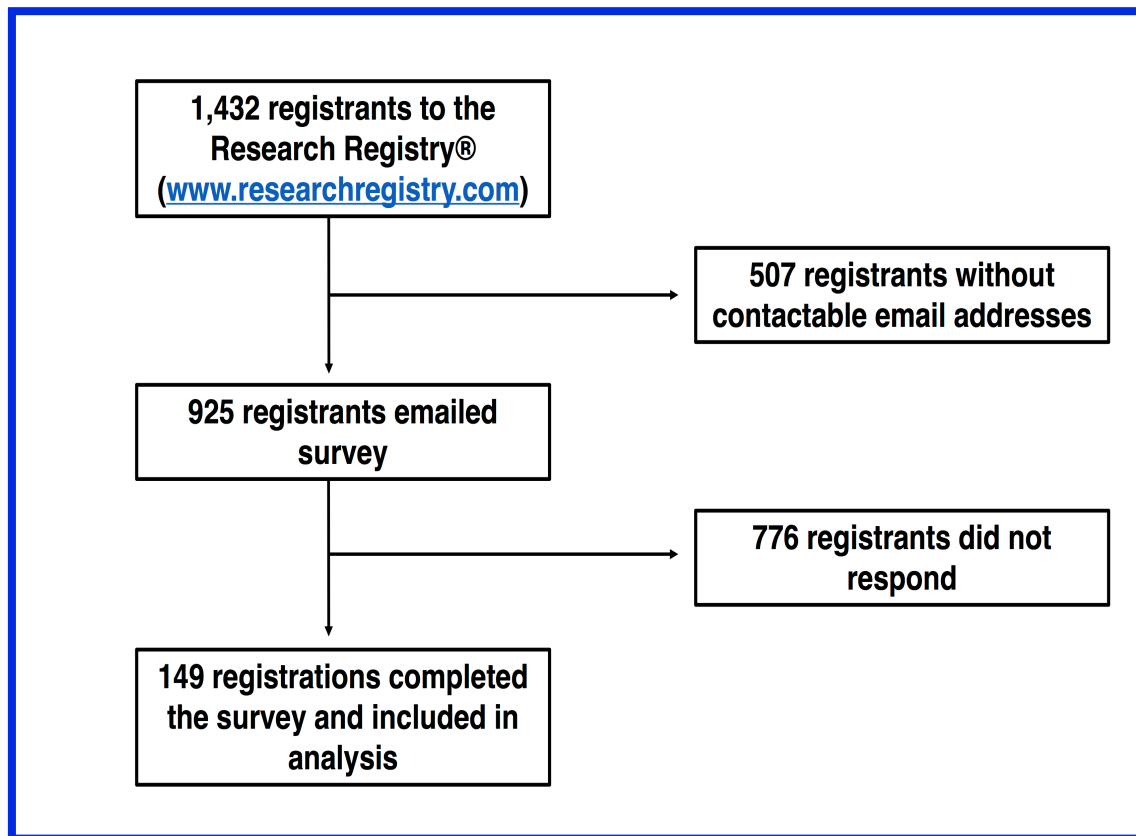 1,432 registrants to the
Research Registry®
(www.researchregistry.com)
507 registrants without
contactable email addresses
925 registrants emailed
survey
776 registrants did not
respond
149 registrations completed
the survey and included in
analysis